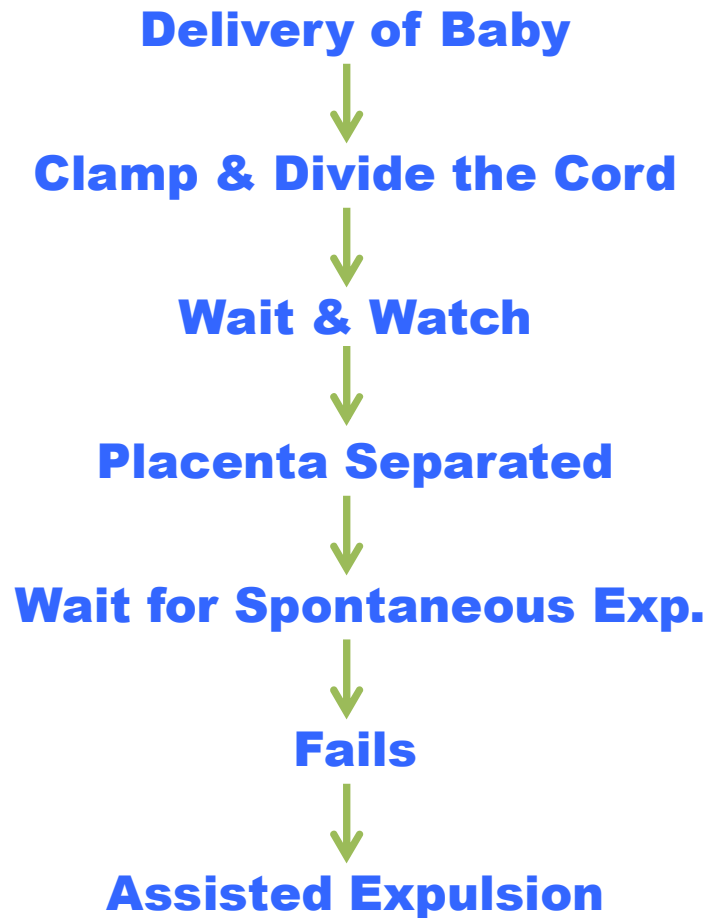 Delivery of Baby
Clamp & Divide the Cord
Wait & Watch
Placenta Separated
Wait for Spontaneous Exp.
Fails
Assisted Expulsion